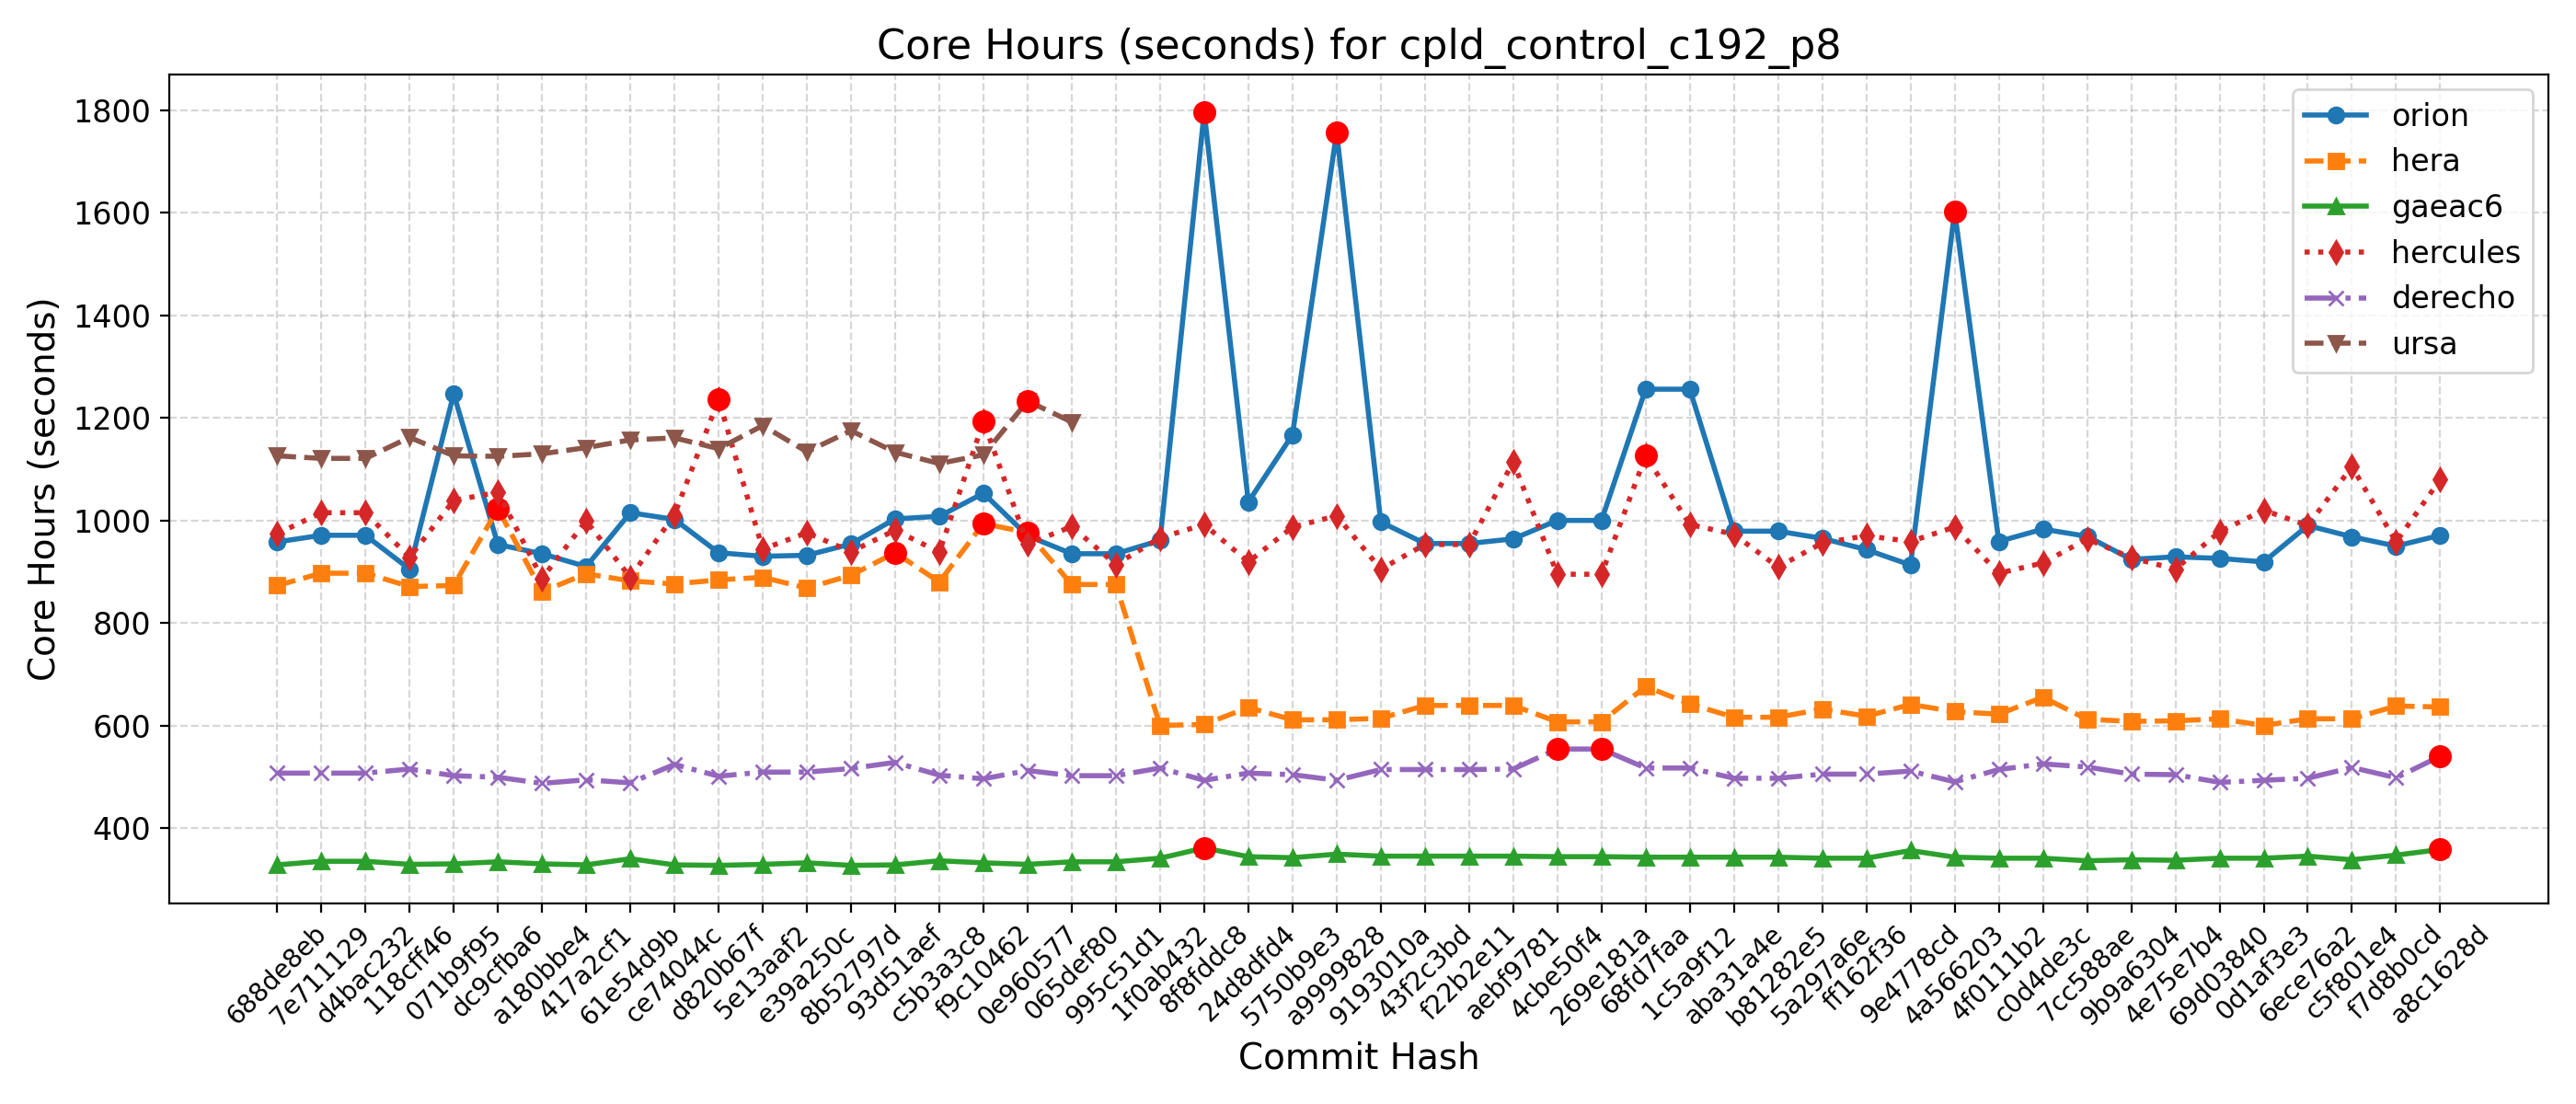 Core Hours (seconds) for cpld_control_c192_p8
Core Hours (seconds)
1800
1600
1400
1200
1000
800
600
400
orion
hera
gaeac6
hercules
derecho
ursa
688de8eb
7e711129
d4bac232
118cff46
071b9f95
dc9cfba6
a180bbe4
417a2cf1
61e54d9b
ce74044c
d820b67f
5e13aaf2
e39a250c
8b52797d
93d51aef
c5b3a3c8
f9c10462
0e960577
065def80
995c51d1
1f0ab432
8f8fddc8
24d8dfd4
5750b9e3
a9999828
9193010a
43f2c3bd
f22b2e11
aebf9781
4cbe50f4
269e181a
68fd7faa
1c5a9f12
aba31a4e
b81282e5
5a297a6e
ff162f36
9e4778cd
4a566203
4f0111b2
c0d4de3c
7cc588ae
9b9a6304
4e75e7b4
69d03840
0d1af3e3
6ece76a2
c5f801e4
f7d8b0cd
a8c1628d
Commit Hash